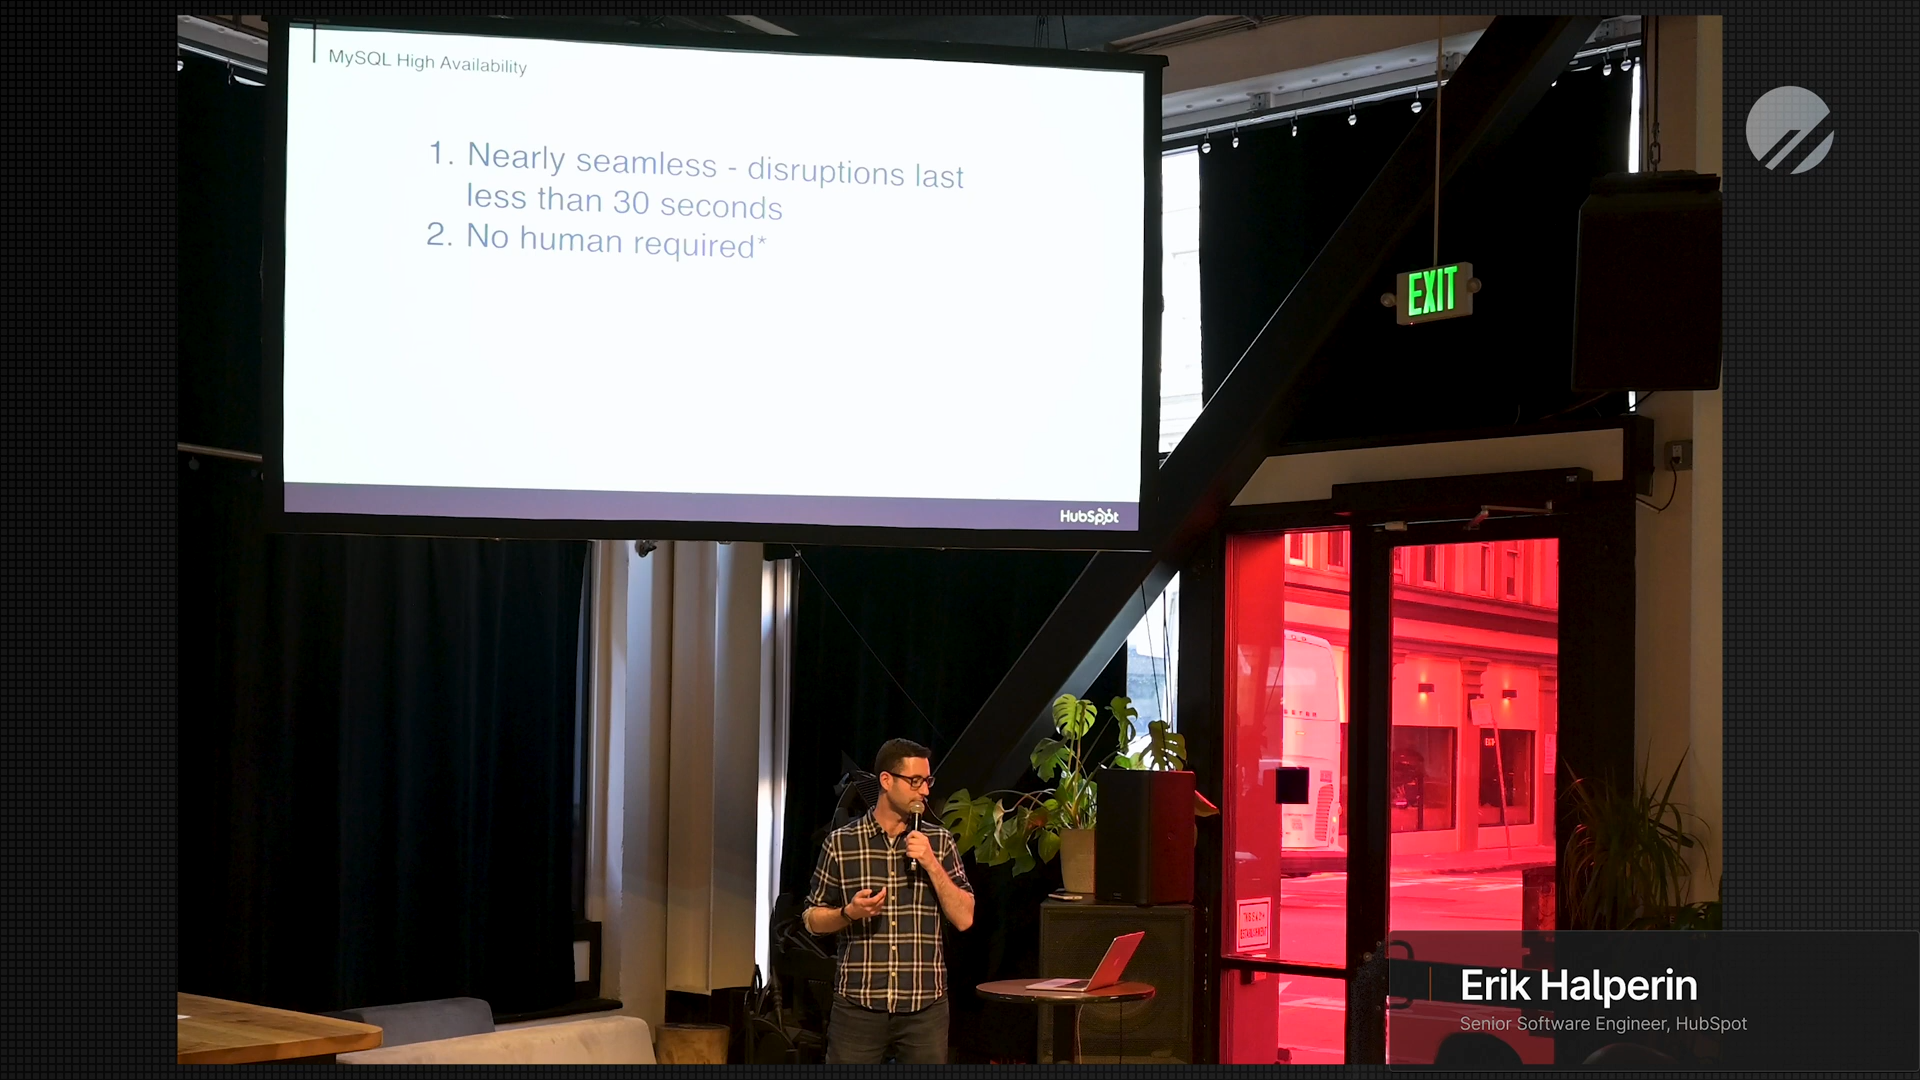 MySQL High Availability
1. Nearly seamless - disruptions last
less than 30 seconds
2. No human required*
HubSpot
EXIT
Erik Halperin
Senior Software Engineer, HubSpot